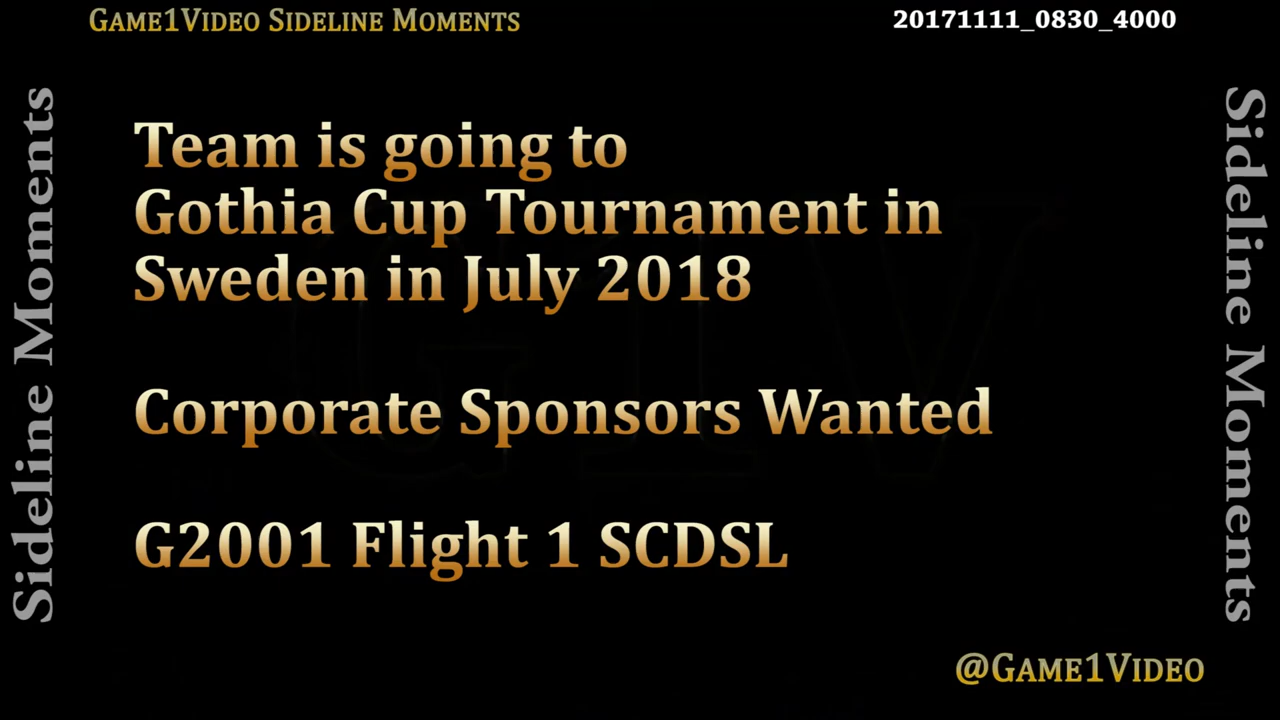 GAME1VIDEO SIDELINE MOMENTS
20171111_0830_4000
Sideline Moments
Team is going to
Gothia Cup Tournament in
Sweden in July 2018
Corporate Sponsors Wanted
G2001 Flight 1 SCDSL
Sideline Moments
@GAME1VIDEO